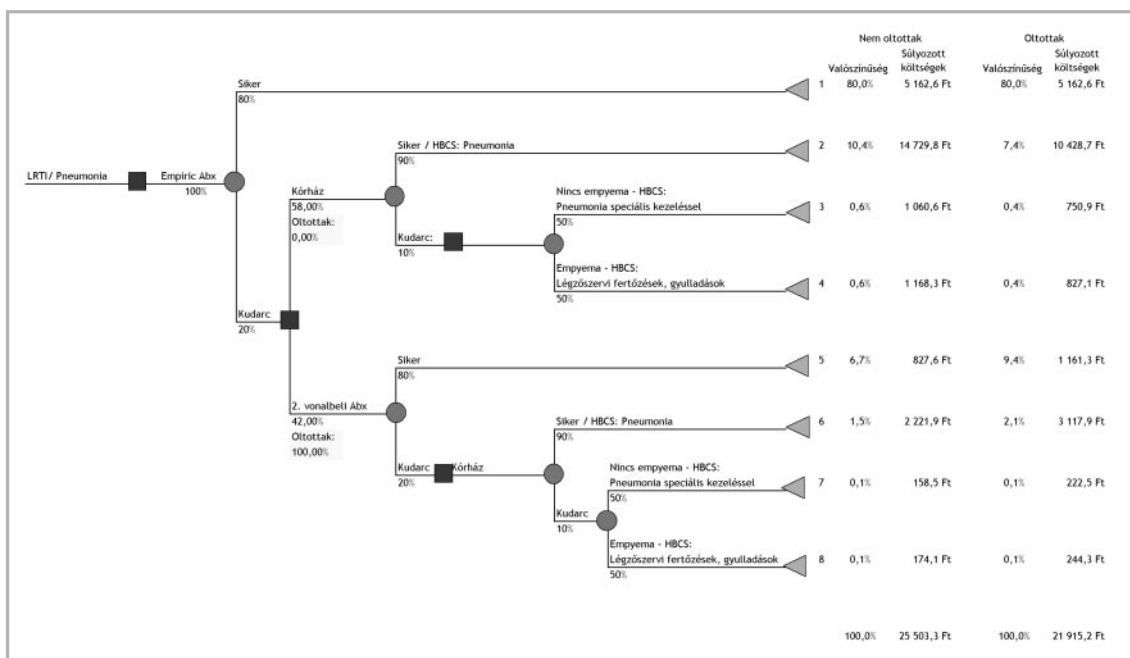 Nem oltottak Oltottak
Valószínűség Súlyozott költségek Valószínűség Súlyozott költségek
Siker
80%
1 80,0% 5 162,6 Ft 80,0% 5 162,6 Ft
Siker / HBCS: Pneumonia
90%
2 10,4% 14 729,8 Ft 7,4% 10 428,7 Ft
LRTI/ Pneumonia
Empiric Abx
100%
Kórház
58,00%
Oltottak:
0,00%
Nincs empyema - HBCS:
Pneumonia speciális kezeléssel
50%
3 0,6% 1 060,6 Ft 0,4% 750,9 Ft
Kudarc:
10%
Empyema - HBCS:
Légzőszervi fertőzések, gyulladások
50%
4 0,6% 1 168,3 Ft 0,4% 827,1 Ft
Kudarc
20%
Siker
80%
5 6,7% 827,6 Ft 9,4% 1 161,3 Ft
2. vonalbeli Abx
42,00%
Oltottak:
100,00%
Siker / HBCS: Pneumonia
90%
6 1,5% 2 221,9 Ft 2,1% 3 117,9 Ft
Kudarc Kórház
20%
Nincs empyema - HBCS:
Pneumonia speciális kezeléssel
50%
7 0,1% 158,5 Ft 0,1% 222,5 Ft
Kudarc
10%
Empyema - HBCS:
Légzőszervi fertőzések, gyulladások
50%
8 0,1% 174,1 Ft 0,1% 244,3 Ft
100,0% 25 503,3 Ft 100,0% 21 915,2 Ft